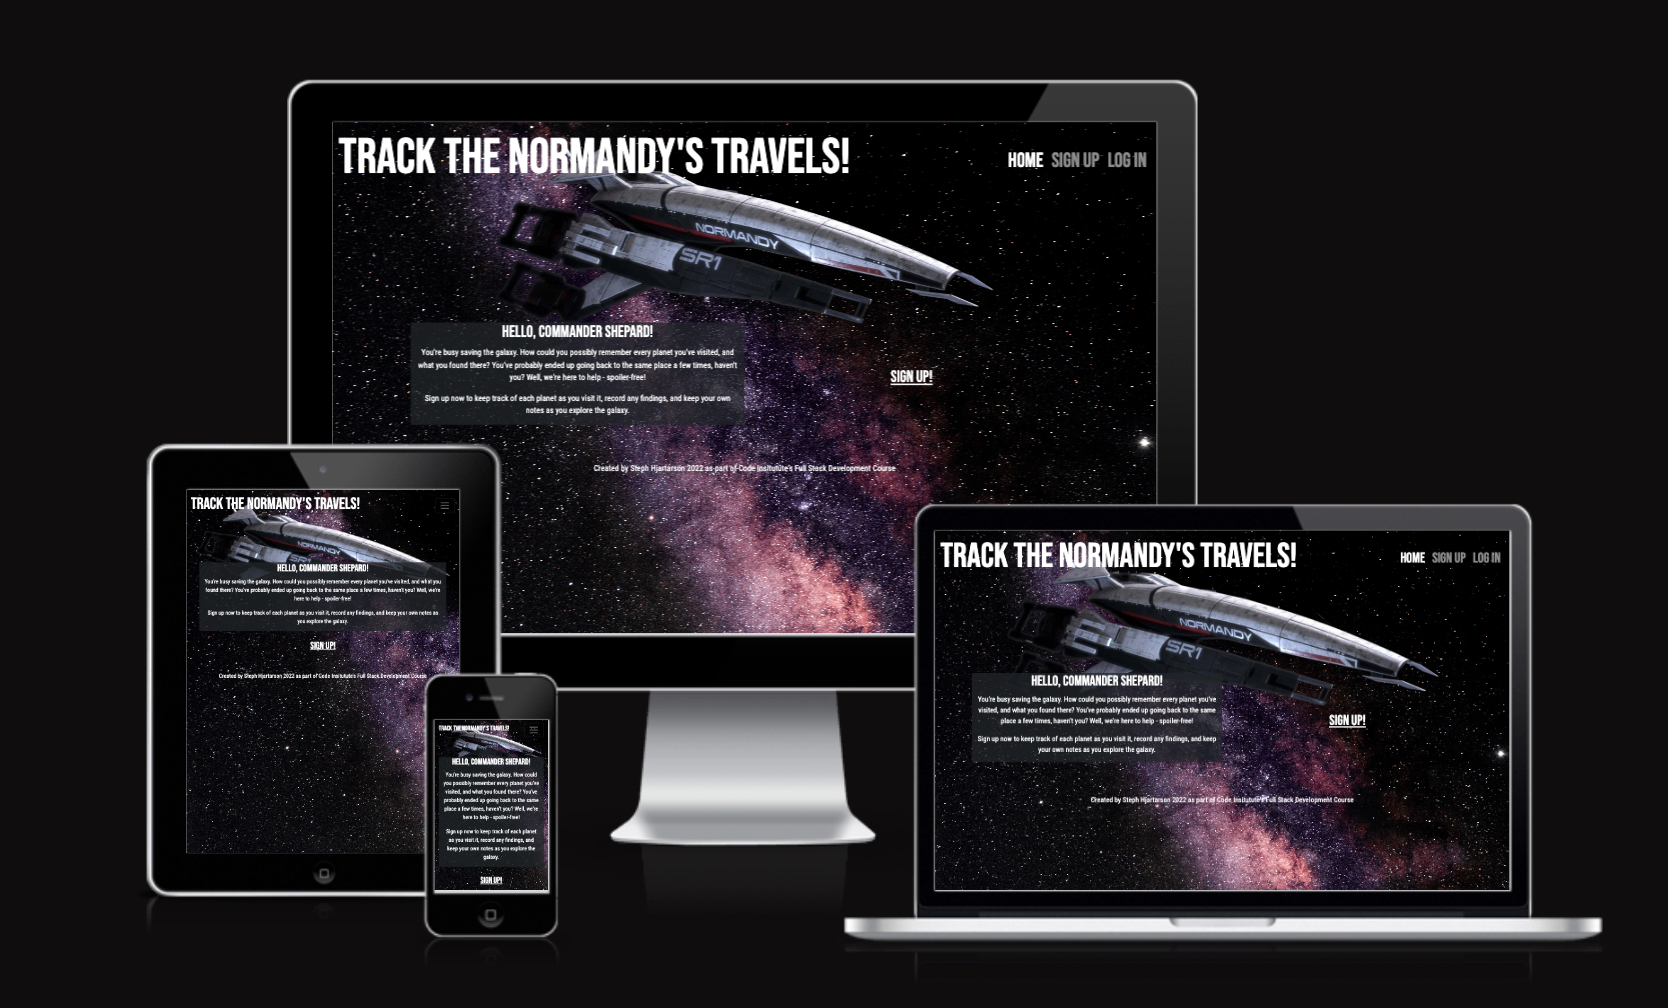 TRACK THE NORMANDY'S TRAVELS!
HOME SIGN UP LOG IN
NORMANDY
SR1
HELLO, COMMANDER SHEPARD!
You're busy saving the galaxy. How could you possibly remember every planet you've visited, and
what you found there? You've probably ended up going back to the same place a few times, haven't
you? Well, we're here to help - spoiler-free!
Sign up now to keep track of each planet as you visit it, record any findings, and keep your own
notes as you explore the galaxy.
SIGN UP!
Created by Steph Hjartarson 2022 as part of Code Insitutute's Full Stack Development Course
TRACK THE NORMANDY'S TRAVELS!
NORMANDY
SR1
HELLO, COMMANDER SHEPARD!
You're busy saving the galaxy. How could you possibly remember every planet you've visited, and what you
found there? You've probably ended up going back to the same place a few times, haven't you? Well, we're
here to help - spoiler-free!
Sign up now to keep track of each planet as you visit it, record any findings, and keep your own notes as
you explore the galaxy.
SIGN UP!
Created by Steph Hjartarson 2022 as part of Code Insitutute's Full Stack Development Course
TRACK THE NORMANDY'S TRAVELS!
HELLO, COMMANDER SHEPARD!
You're busy saving the galaxy. How could
you possibly remember every planet you've
visited, and what you found there? You've
probably ended up going back to the same
place a few times, haven't you? Well, we're
here to help - spoiler-free!
Sign up now to keep track of each planet
as you visit it, record any findings, and
keep your own notes as you explore the
galaxy.
SIGN UP!
TRACK THE NORMANDY'S TRAVELS!
HOME SIGN UP LOG IN
NORMANDY
SR1
HELLO, COMMANDER SHEPARD!
You're busy saving the galaxy. How could you possibly remember every planet you've
visited, and what you found there? You've probably ended up going back to the same
place a few times, haven't you? Well, we're here to help - spoiler-free!
Sign up now to keep track of each planet as you visit it, record any findings, and keep
your own notes as you explore the galaxy.
SIGN UP!
Created by Steph Hjartarson 2022 as part of Code Insitutute's Full Stack Development Course